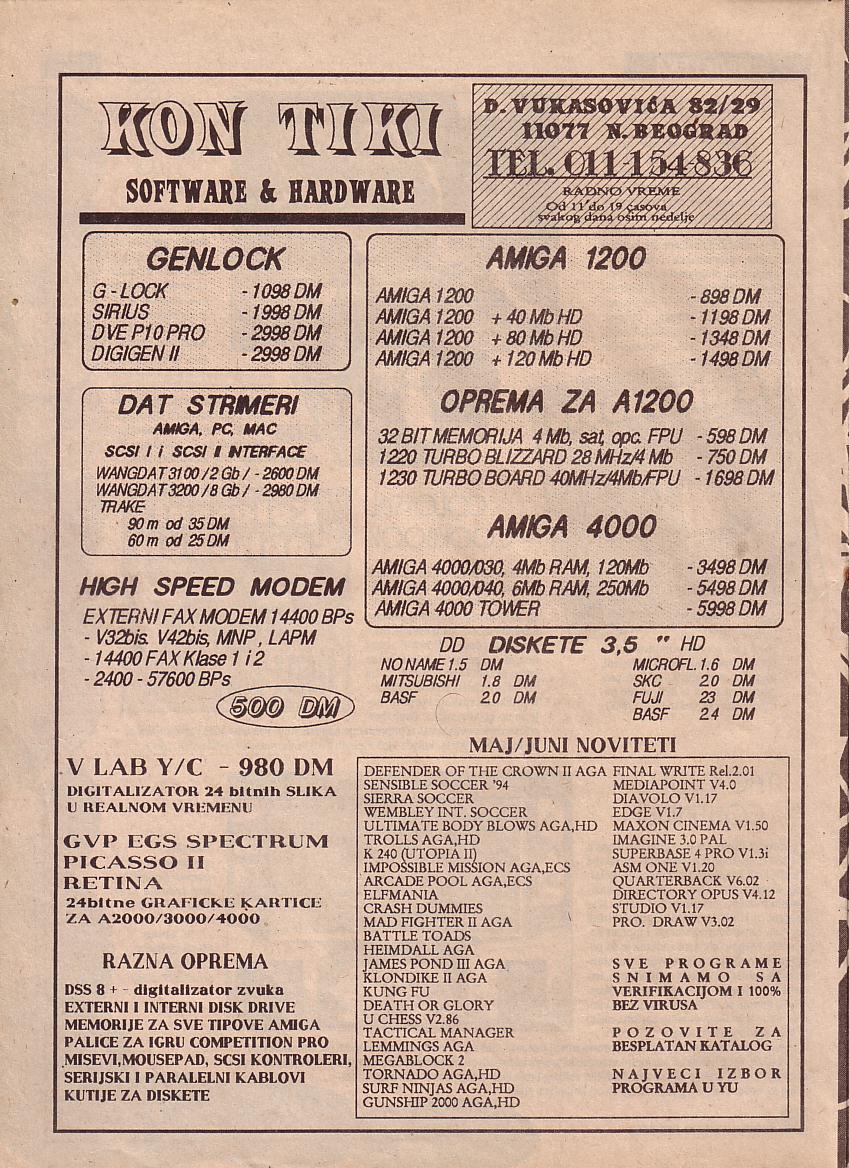 KON TIKI
SOFTWARE & HARDWARE
D. VUKASOVIĆA 82/29
11077 N. BEOGRAD
TEL. 011-154-836
RADNO VREME
Od 11 do 19 časova
svakog dana osim nedelje
GENLOCK
G - LOCK - 1098 DM
SIRIUS - 1998 DM
DVE P10 PRO - 2998 DM
DIGIGEN II - 2998 DM
DAT STRIMERI
AMIGA, PC, MAC
SCSI I i SCSI II INTERFACE
WANGDAT 3100 /2 Gb / - 2600 DM
WANGDAT 3200 /8 Gb / - 2980 DM
TRAKE
90 m od 35 DM
60 m od 25 DM
HIGH SPEED MODEM
EXTERNI FAX MODEM 14400 BPs
- V32bis. V42bis, MNP , LAPM
- 14400 FAX Klase 1 i 2
- 2400 - 57600 BPs
500 DM
AMIGA 1200
AMIGA 1200 - 898 DM
AMIGA 1200 + 40 Mb HD - 1198 DM
AMIGA 1200 + 80 Mb HD - 1348 DM
AMIGA 1200 + 120 Mb HD - 1498 DM
OPREMA ZA A1200
32 BIT MEMORIJA 4 Mb, sat, opc. FPU - 598 DM
1220 TURBO BLIZZARD 28 MHz/4 Mb - 750 DM
1230 TURBO BOARD 40MHz/4Mb/FPU - 1698 DM
AMIGA 4000
AMIGA 4000/030, 4Mb RAM, 120Mb - 3498 DM
AMIGA 4000/040, 6Mb RAM, 250Mb - 5498 DM
AMIGA 4000 TOWER - 5998 DM
DD DISKETE 3,5 " HD
NO NAME 1.5 DM
MITSUBISHI 1.8 DM
BASF 2.0 DM
MICROFL. 1.6 DM
SKC 2.0 DM
FUJI 23 DM
BASF 2.4 DM
V LAB Y/C - 980 DM
DIGITALIZATOR 24 bitnih SLIKA
U REALNOM VREMENU
GVP EGS SPECTRUM
PICASSO II
RETINA
24bitne GRAFICKE KARTICE
ZA A2000/3000/4000
RAZNA OPREMA
DSS 8 + - digitalizator zvuka
EXTERNI I INTERNI DISK DRIVE
MEMORIJE ZA SVE TIPOVE AMIGA
PALICE ZA IGRU COMPETITION PRO
MISEVI,MOUSEPAD, SCSI KONTROLERI,
SERIJSKI I PARALELNI KABLOVI
KUTIJE ZA DISKETE
MAJ/JUNI NOVITETI
DEFENDER OF THE CROWN II AGA
SENSIBLE SOCCER '94
SIERRA SOCCER
WEMBLEY INT. SOCCER
ULTIMATE BODY BLOWS AGA,HD
TROLLS AGA,HD
K 240 (UTOPIA II)
IMPOSSIBLE MISSION AGA,ECS
ARCADE POOL AGA,ECS
ELFMANIA
CRASH DUMMIES
MAD FIGHTER II AGA
BATTLE TOADS
HEIMDALL AGA
JAMES POND III AGA
KLONDIKE II AGA
KUNG FU
DEATH OR GLORY
U CHESS V2.86
TACTICAL MANAGER
LEMMINGS AGA
MEGABLOCK 2
TORNADO AGA,HD
SURF NINJAS AGA,HD
GUNSHIP 2000 AGA,HD
FINAL WRITE Rel.2.01
MEDIAPOINT V4.0
DIAVOLO V1.17
EDGE V1.7
MAXON CINEMA V1.50
IMAGINE 3.0 PAL
SUPERBASE 4 PRO V1.3i
ASM ONE V1.20
QUARTERBACK V6.02
DIRECTORY OPUS V4.12
STUDIO V1.17
PRO. DRAW V3.02
SVE PROGRAME
SNIMAMO SA
VERIFIKACIJOM I 100%
BEZ VIRUSA
POZOVITE ZA
BESPLATAN KATALOG
NAJVECI IZBOR
PROGRAMA U YU